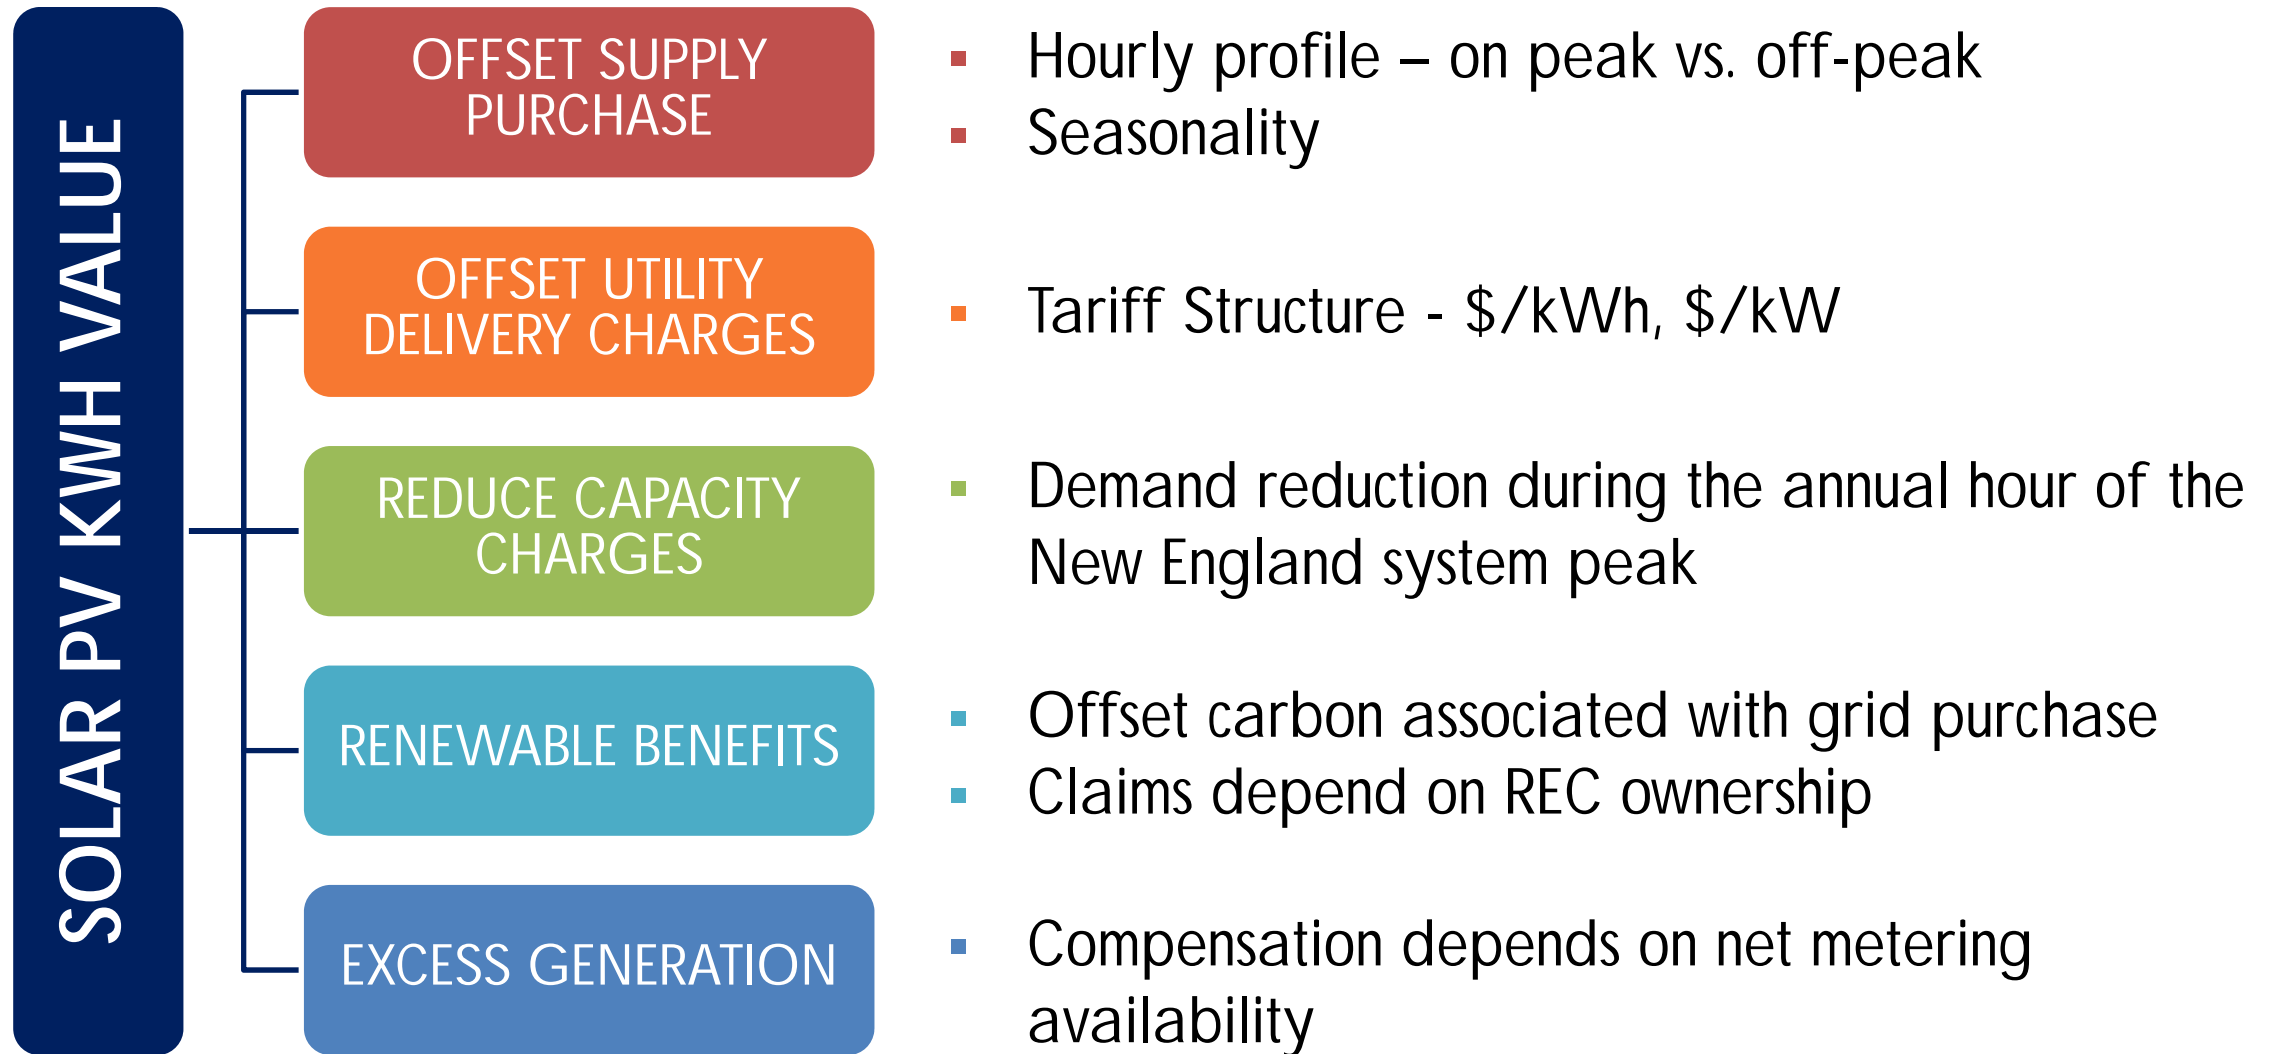 SOLAR PV KWH VALUE
OFFSET SUPPLY
PURCHASE
▪ Hourly profile – on peak vs. off-peak
▪ Seasonality
OFFSET UTILITY
DELIVERY CHARGES
▪ Tariff Structure - $/kWh, $/kW
REDUCE CAPACITY
CHARGES
▪ Demand reduction during the annual hour of the
New England system peak
RENEWABLE BENEFITS
▪ Offset carbon associated with grid purchase
▪ Claims depend on REC ownership
EXCESS GENERATION
▪ Compensation depends on net metering
availability